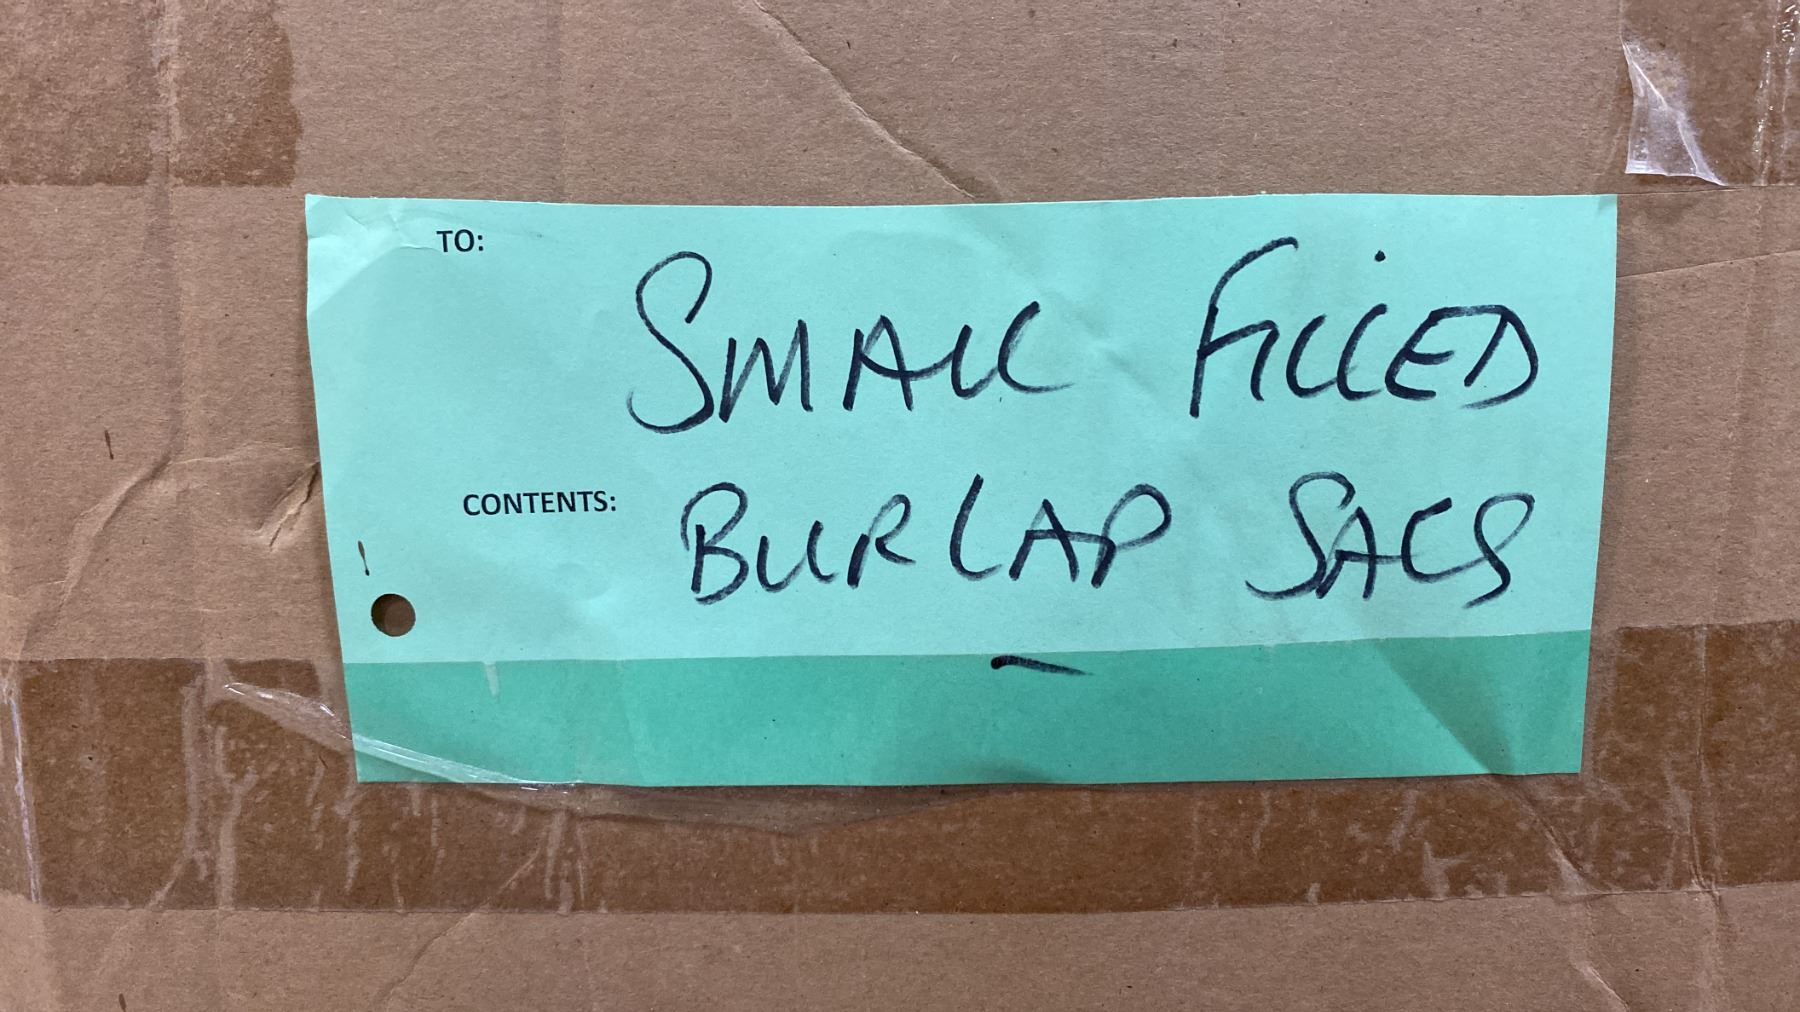 TO: SMALL FILLED
CONTENTS: BURLAP SACS